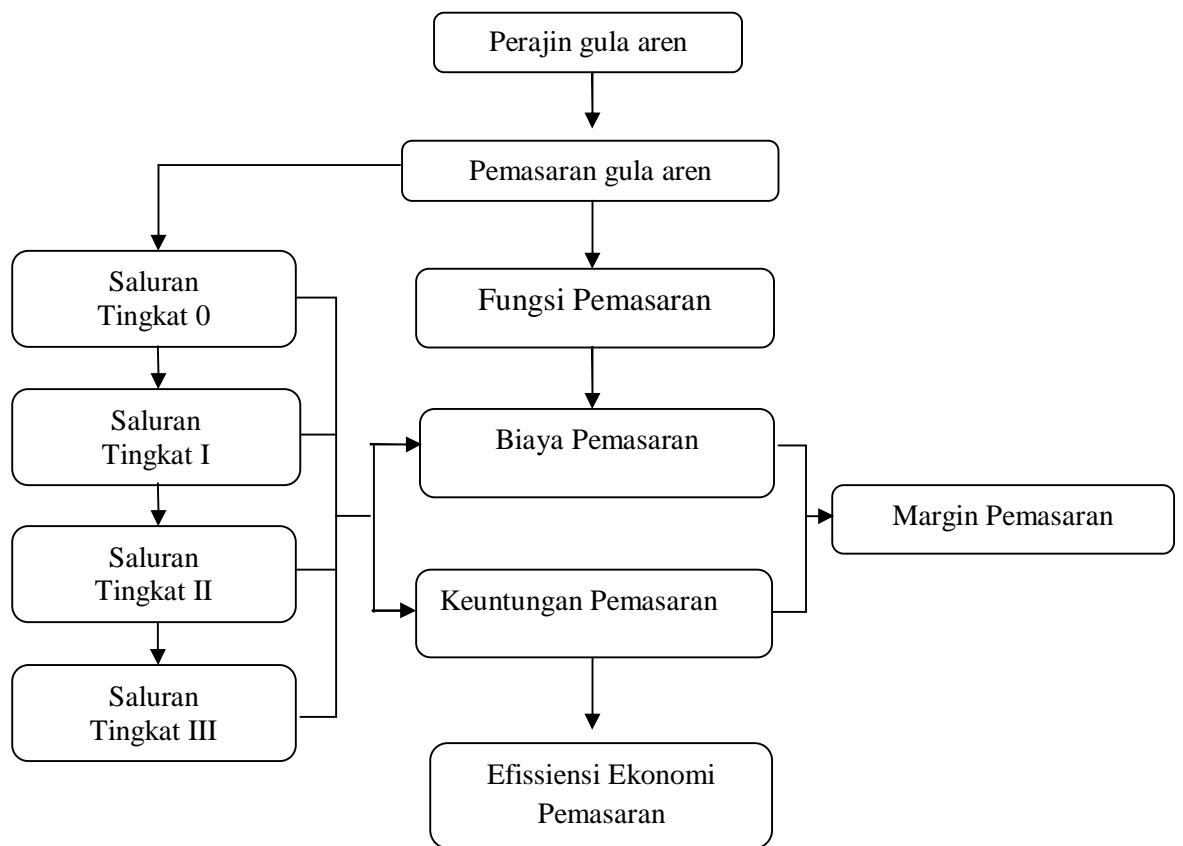 Perajin gula aren
Pemasaran gula aren
Saluran
Tingkat 0
Fungsi Pemasaran
Saluran
Tingkat I
Biaya Pemasaran
Margin Pemasaran
Saluran
Tingkat II
Keuntungan Pemasaran
Saluran
Tingkat III
Efissiensi Ekonomi
Pemasaran